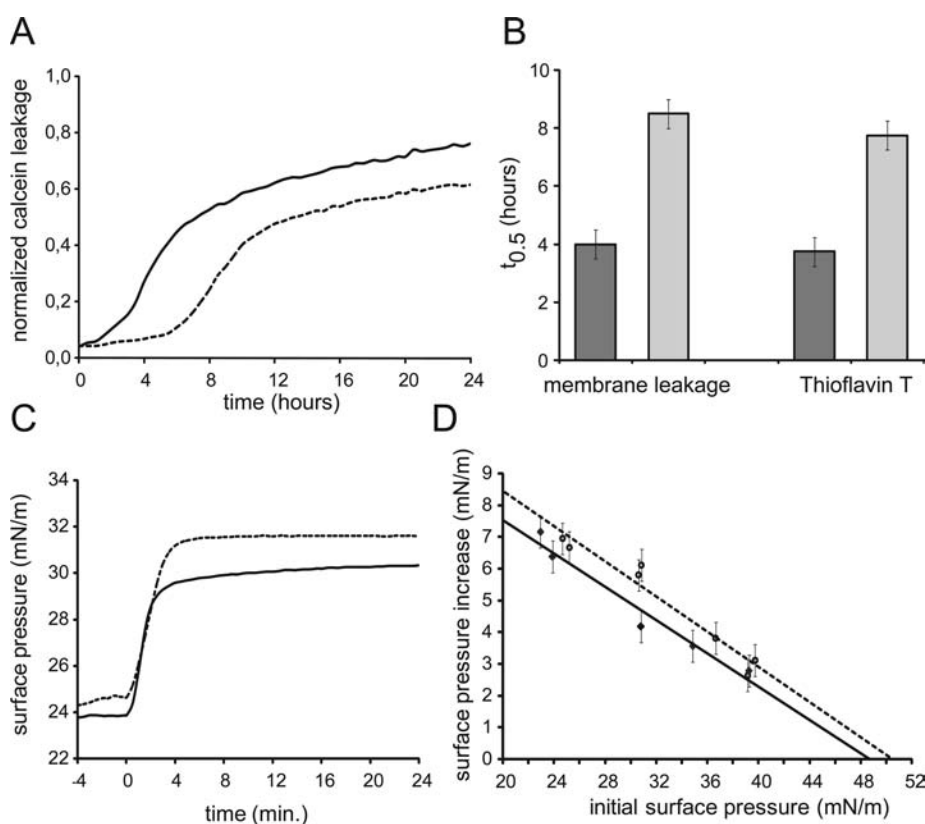 A
normalized calcein leakage
1,0
0,8
0,6
0,4
0,2
0,0
0 4 8 12 16 20 24
time (hours)
B
t0.5 (hours)
10
8
6
4
2
0
membrane leakage Thioflavin T
C
surface pressure (mN/m)
34
32
30
28
26
24
22
-4 0 4 8 12 16 20 24
time (min.)
D
surface pressure increase (mN/m)
9
8
7
6
5
4
3
2
1
0
20 24 28 32 36 40 44 48 52
initial surface pressure (mN/m)